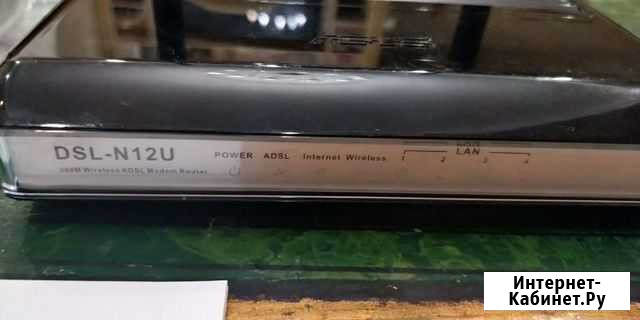 DSL-N12U
POWER ADSL Internet Wireless
LAN
1 2 3 4
300M Wireless ADSL Modem Router
Интернет-
Кабинет.Ру